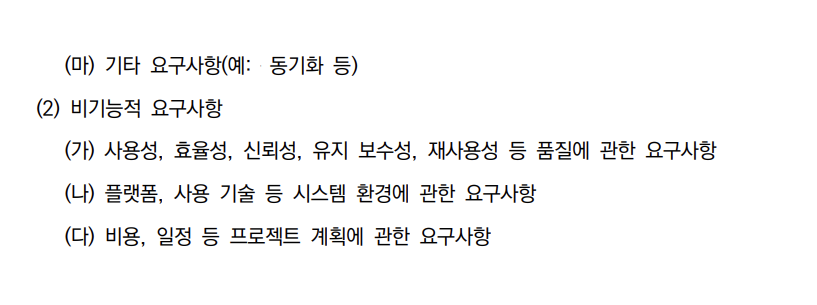 (마) 기타 요구사항(예: 동기화 등)
(2) 비기능적 요구사항
(가) 사용성, 효율성, 신뢰성, 유지 보수성, 재사용성 등 품질에 관한 요구사항
(나) 플랫폼, 사용 기술 등 시스템 환경에 관한 요구사항
(다) 비용, 일정 등 프로젝트 계획에 관한 요구사항